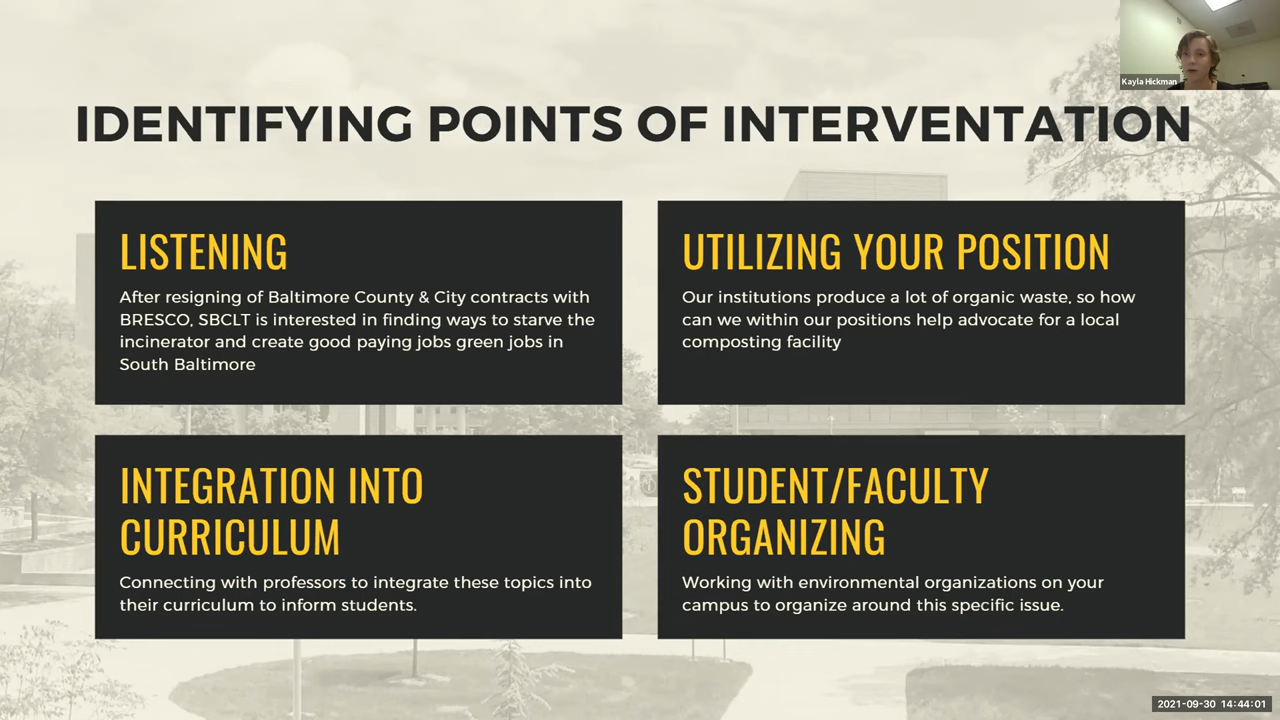 Kayla Hickman
IDENTIFYING POINTS OF INTERVENTATION
LISTENING
After resigning of Baltimore County & City contracts with
BRESCO, SBCLT is interested in finding ways to starve the
incinerator and create good paying jobs green jobs in
South Baltimore
UTILIZING YOUR POSITION
Our institutions produce a lot of organic waste, so how
can we within our positions help advocate for a local
composting facility
INTEGRATION INTO
CURRICULUM
Connecting with professors to integrate these topics into
their curriculum to inform students.
STUDENT/FACULTY
ORGANIZING
Working with environmental organizations on your
campus to organize around this specific issue.
2021-09-30 14:44:01